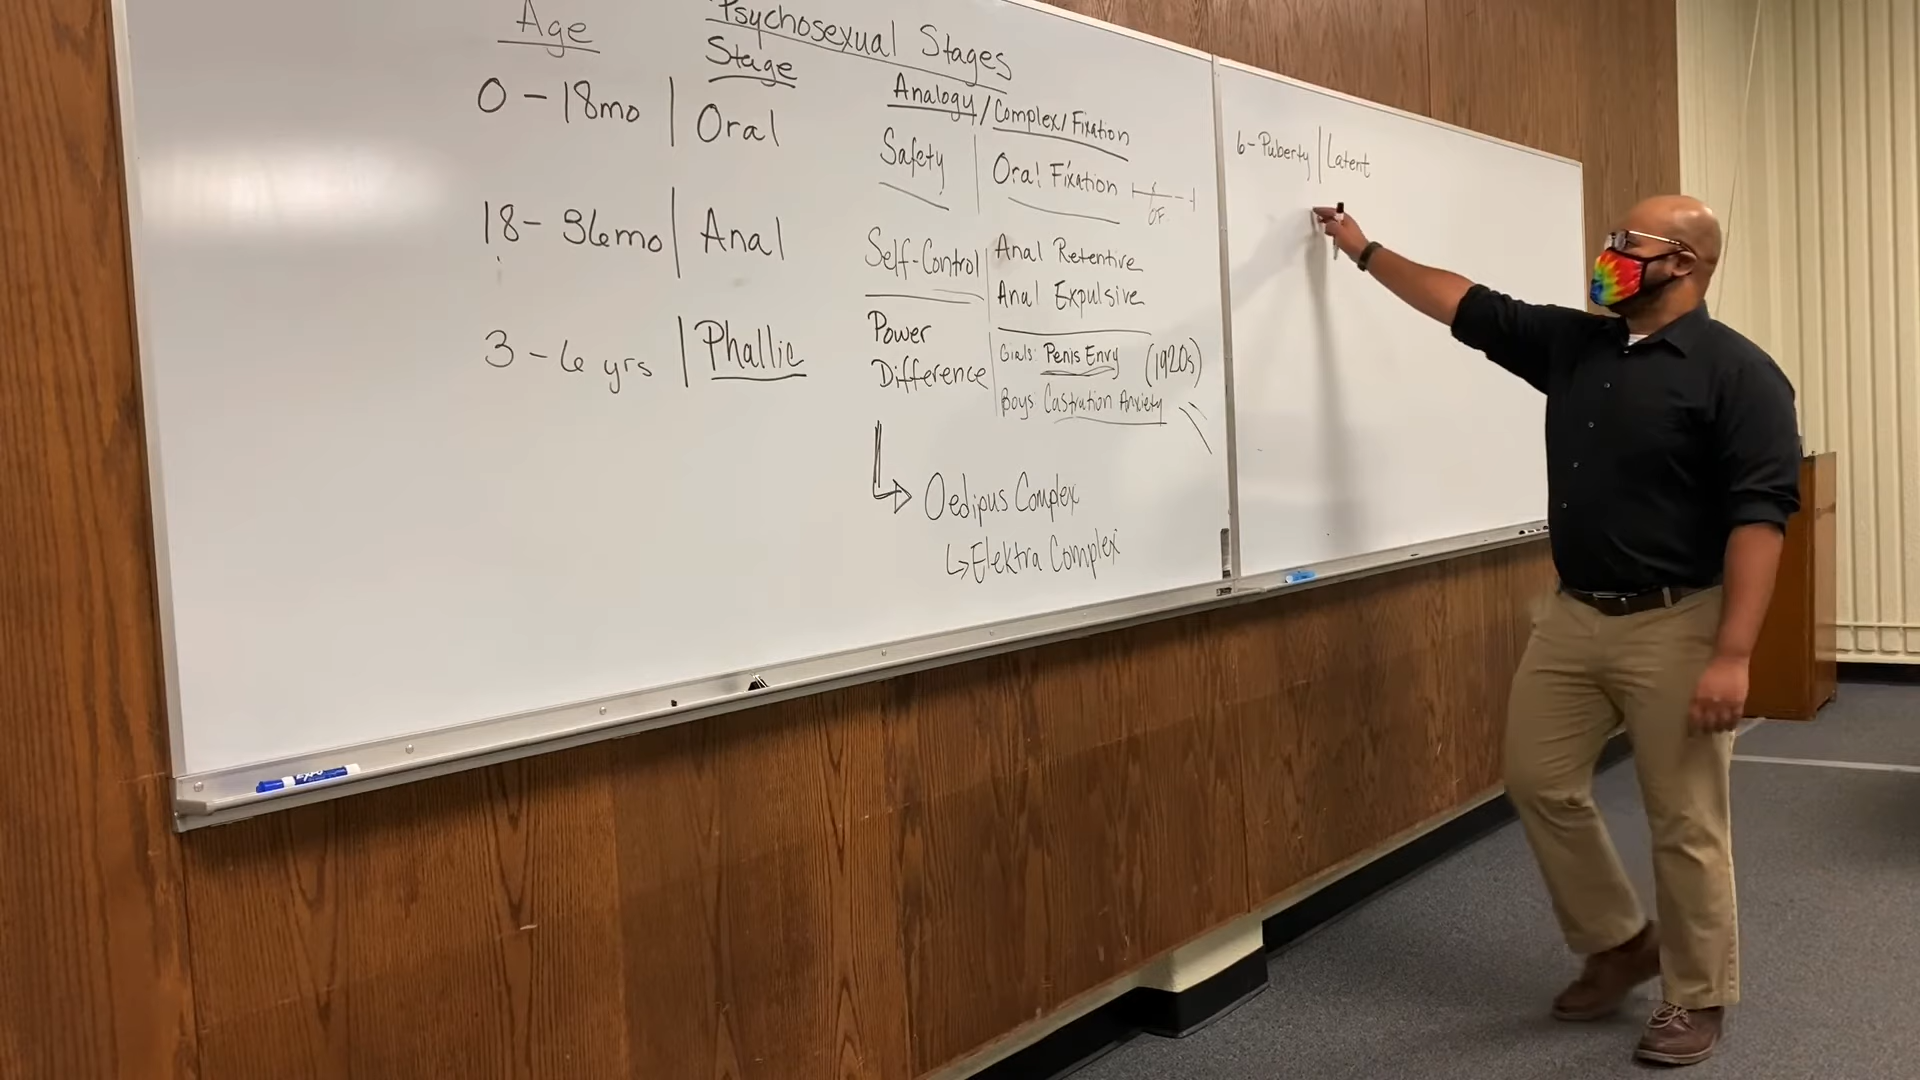 Psychosexual Stages
Age
Stage
Analogy/Complex/Fixation
0-18mo | Oral
Safety | Oral Fixation
OF
18-36mo | Anal
Self-Control | Anal Retentive
Anal Expulsive
3-6 yrs | Phallic
Power
Difference
Girls: Penis Envy (1920s)
Boys Castration Anxiety
Oedipus Complex
Elektra Complex
6-Puberty | Latent
EXPO